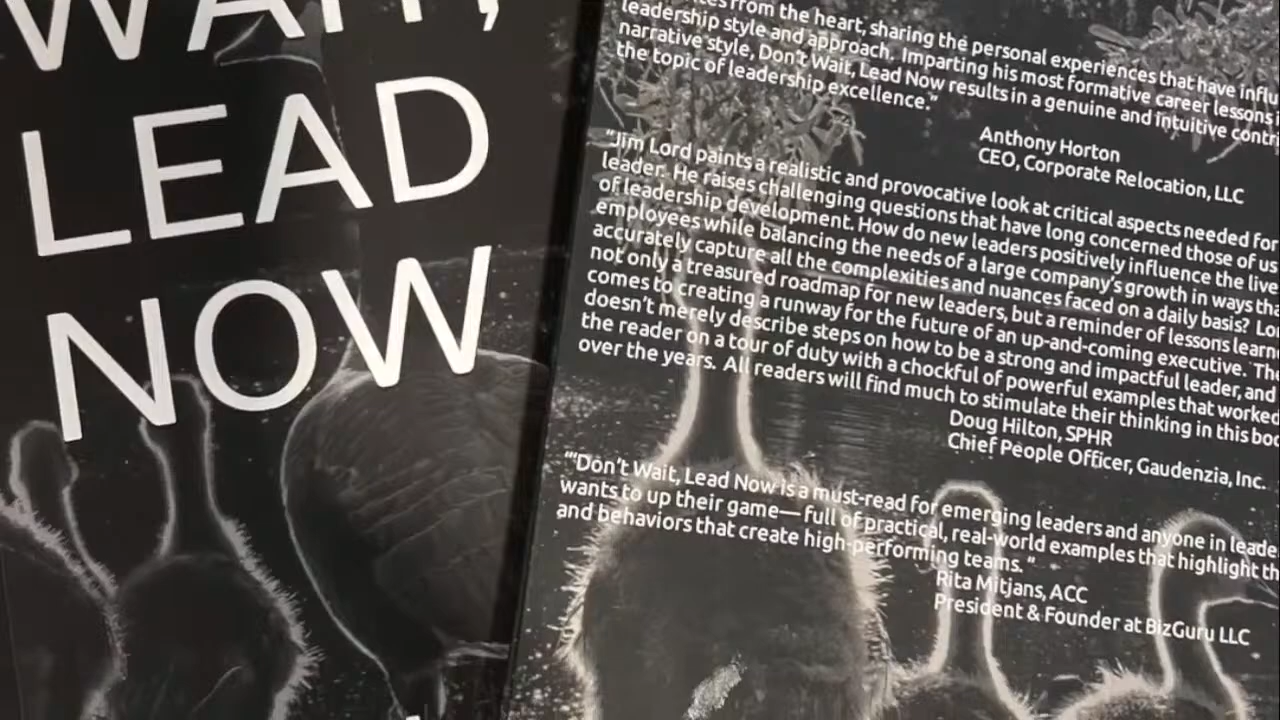 WAIT,
LEAD
NOW
from the heart, sharing the personal experiences that have
leadership style and approach. Imparting his most formative career lessons
narrative style, Don't Wait, Lead Now results in a genuine and intuitive
the topic of leadership excellence."
Anthony Horton
CEO, Corporate Relocation, LLC
"Jim Lord paints a realistic and provocative look at critical aspects needed for
leader. He raises challenging questions that have long concerned those of us
of leadership development. How do new leaders positively influence the
employees while balancing the needs of a large company's growth in ways
accurately capture all the complexities and nuances faced on a daily basis?
not only a treasured roadmap for new leaders, but a reminder of lessons
comes to creating a runway for the future of an up-and-coming executive.
doesn't merely describe steps on how to be a strong and impactful leader, and
the reader on a tour of duty with a chockful of powerful examples that worked
over the years. All readers will find much to stimulate their thinking in this
Doug Hilton, SPHR
Chief People Officer, Gaudenzia, Inc.
"'Don't Wait, Lead Now is a must-read for emerging leaders and anyone in
wants to up their game— full of practical, real-world examples that highlight
and behaviors that create high-performing teams."
Rita Mitjans, ACC
President & Founder at BizGuru LLC